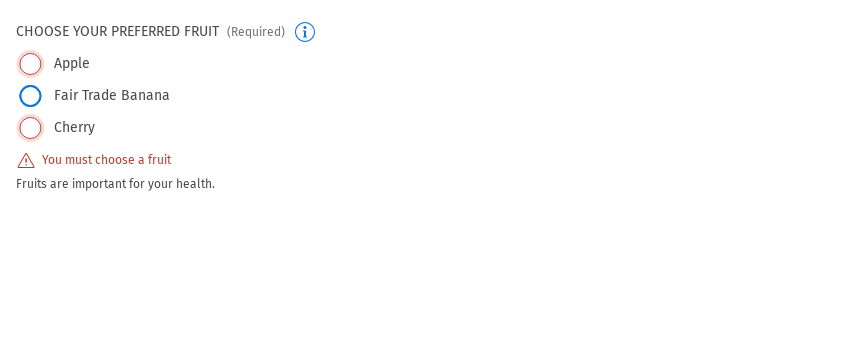 CHOOSE YOUR PREFERRED FRUIT (Required)
Apple
Fair Trade Banana
Cherry
You must choose a fruit
Fruits are important for your health.